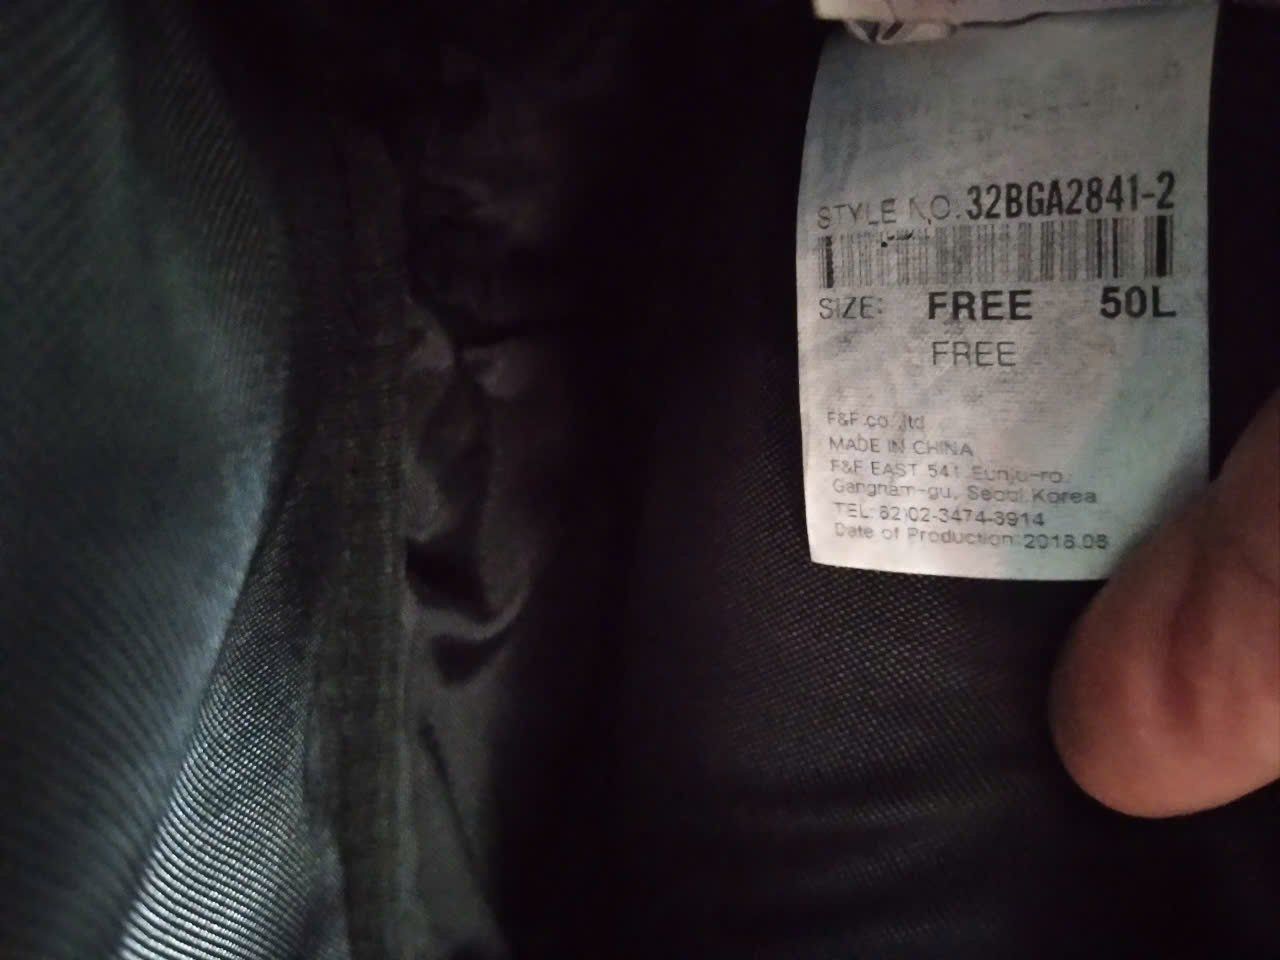 STYLE NO. 32BGA2841-2
SIZE: FREE 50L
FREE
F&F co.,ltd
MADE IN CHINA
F&F EAST 541, Eunju-ro,
Gangnam-gu, Seoul, Korea
TEL: 82)02-3474-3914
Date of Production: 2018.08